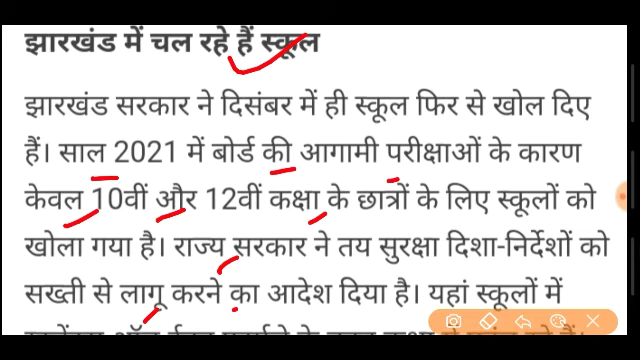 झारखंड में चल रहे हैं स्कूल
झारखंड सरकार ने दिसंबर में ही स्कूल फिर से खोल दिए
हैं। साल 2021 में बोर्ड की आगामी परीक्षाओं के कारण
केवल 10वीं और 12वीं कक्षा के छात्रों के लिए स्कूलों को
खोला गया है। राज्य सरकार ने तय सुरक्षा दिशा-निर्देशों को
सख्ती से लागू करने का आदेश दिया है। यहां स्कूलों में